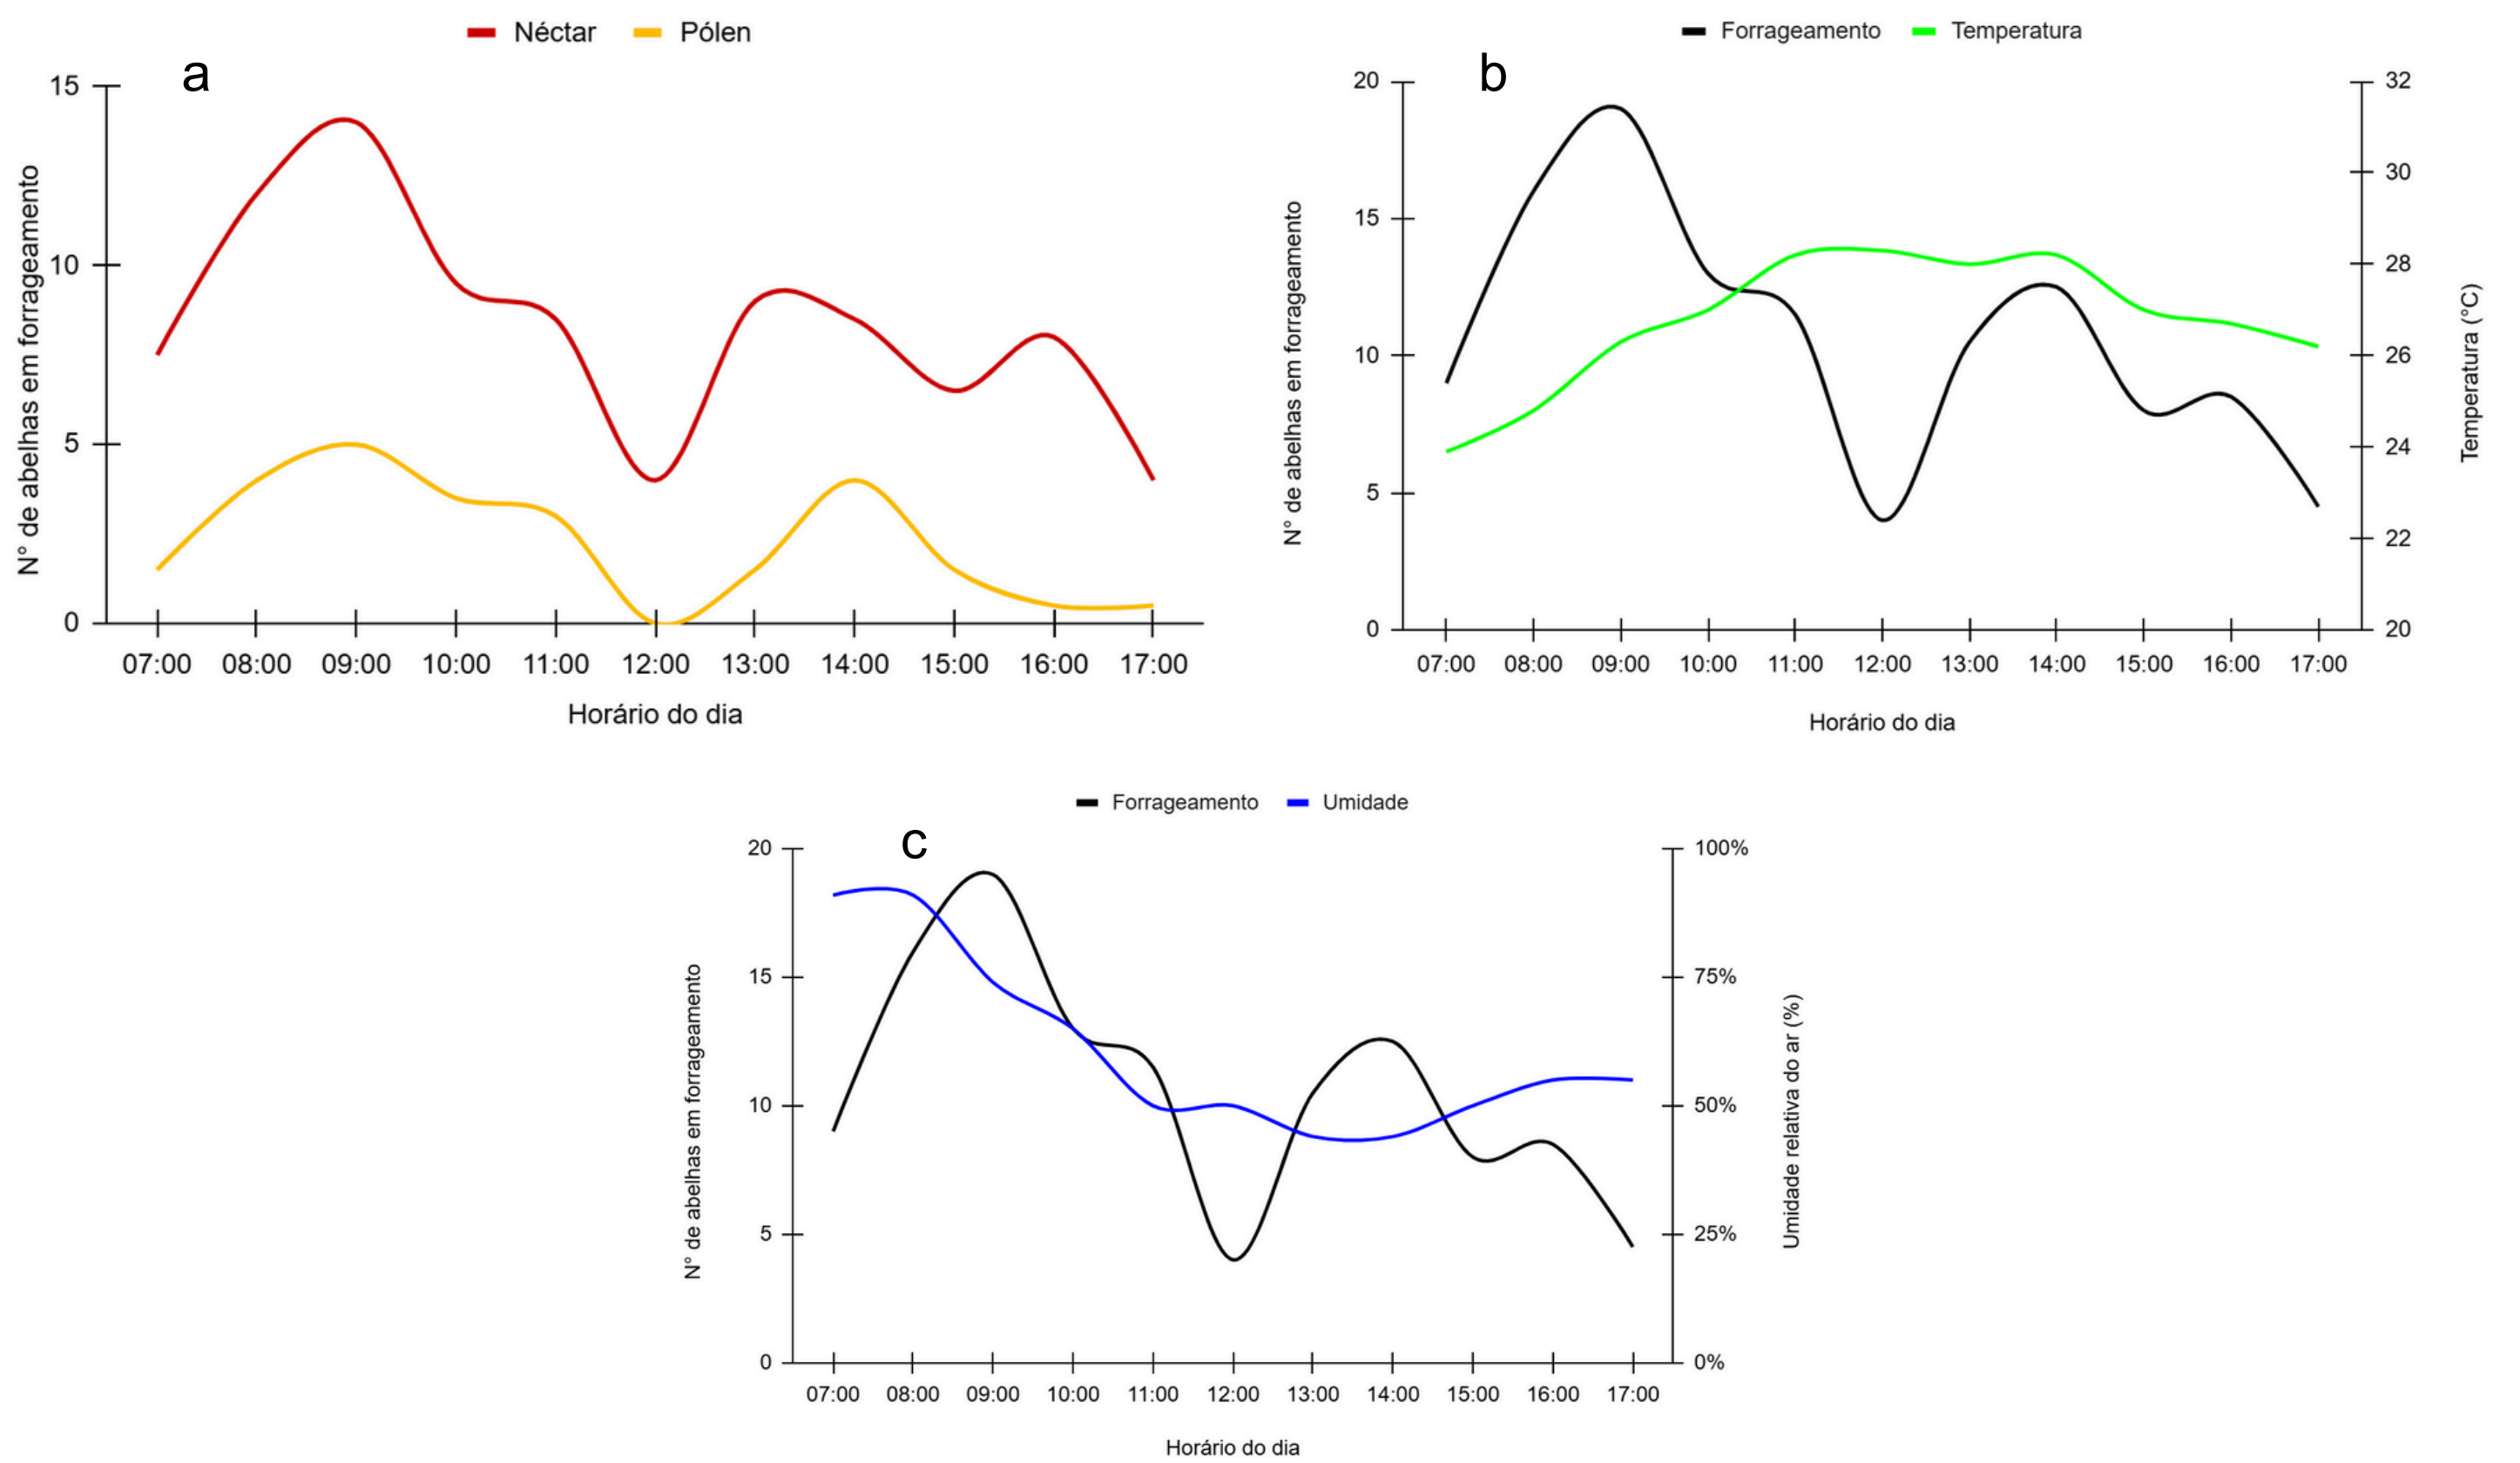 Néctar Pólen
a
15
10
5
0
N° de abelhas em forrageamento
07:00 08:00 09:00 10:00 11:00 12:00 13:00 14:00 15:00 16:00 17:00
Horário do dia
Forrageamento Temperatura
b
20
15
10
5
0
N° de abelhas em forrageamento
32
30
28
26
24
22
20
Temperatura (°C)
07:00 08:00 09:00 10:00 11:00 12:00 13:00 14:00 15:00 16:00 17:00
Horário do dia
Forrageamento Umidade
c
20
15
10
5
0
N° de abelhas em forrageamento
100%
75%
50%
25%
0%
Umidade relativa do ar (%)
07:00 08:00 09:00 10:00 11:00 12:00 13:00 14:00 15:00 16:00 17:00
Horário do dia